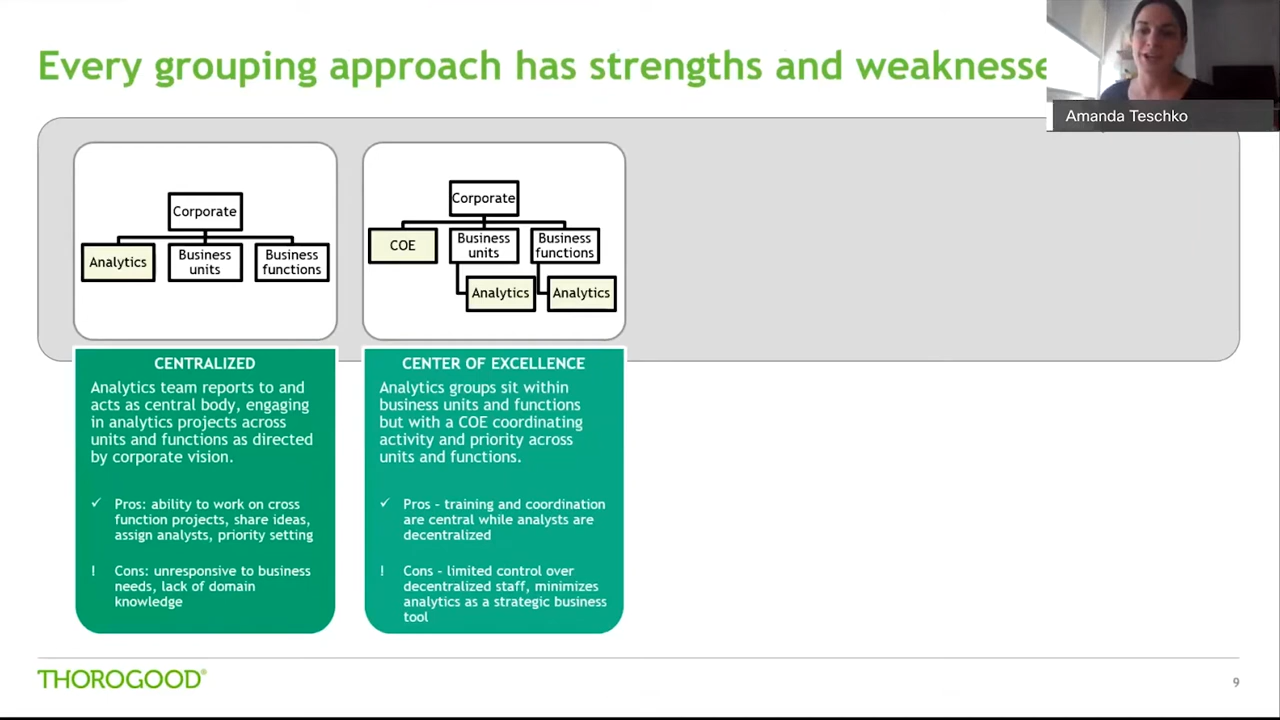 Every grouping approach has strengths and weaknesse
Amanda Teschko
Corporate
Analytics
Business
units
Business
functions
Corporate
COE
Business
units
Business
functions
Analytics
Analytics
CENTRALIZED
Analytics team reports to and
acts as central body, engaging
in analytics projects across
units and functions as directed
by corporate vision.
✓ Pros: ability to work on cross
function projects, share ideas,
assign analysts, priority setting
! Cons: unresponsive to business
needs, lack of domain
knowledge
CENTER OF EXCELLENCE
Analytics groups sit within
business units and functions
but with a COE coordinating
activity and priority across
units and functions.
✓ Pros – training and coordination
are central while analysts are
decentralized
! Cons – limited control over
decentralized staff, minimizes
analytics as a strategic business
tool
THOROGOOD®
9